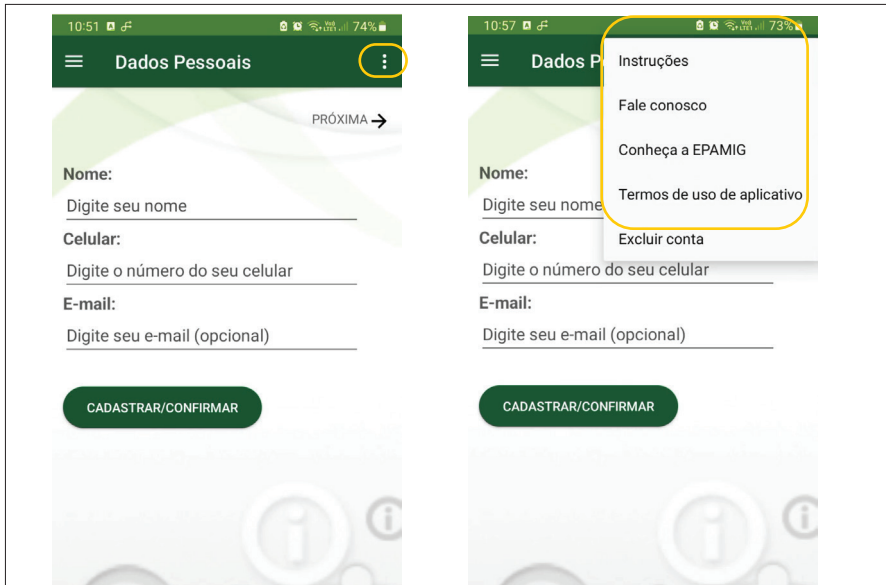 10:51 74%
Dados Pessoais
PRÓXIMA
Nome:
Digite seu nome
Celular:
Digite o número do seu celular
E-mail:
Digite seu e-mail (opcional)
CADASTRAR/CONFIRMAR
10:57 73%
Dados P
Instruções
Fale conosco
Conheça a EPAMIG
Termos de uso de aplicativo
Excluir conta
Nome:
Digite seu nome
Celular:
Digite o número do seu celular
E-mail:
Digite seu e-mail (opcional)
CADASTRAR/CONFIRMAR